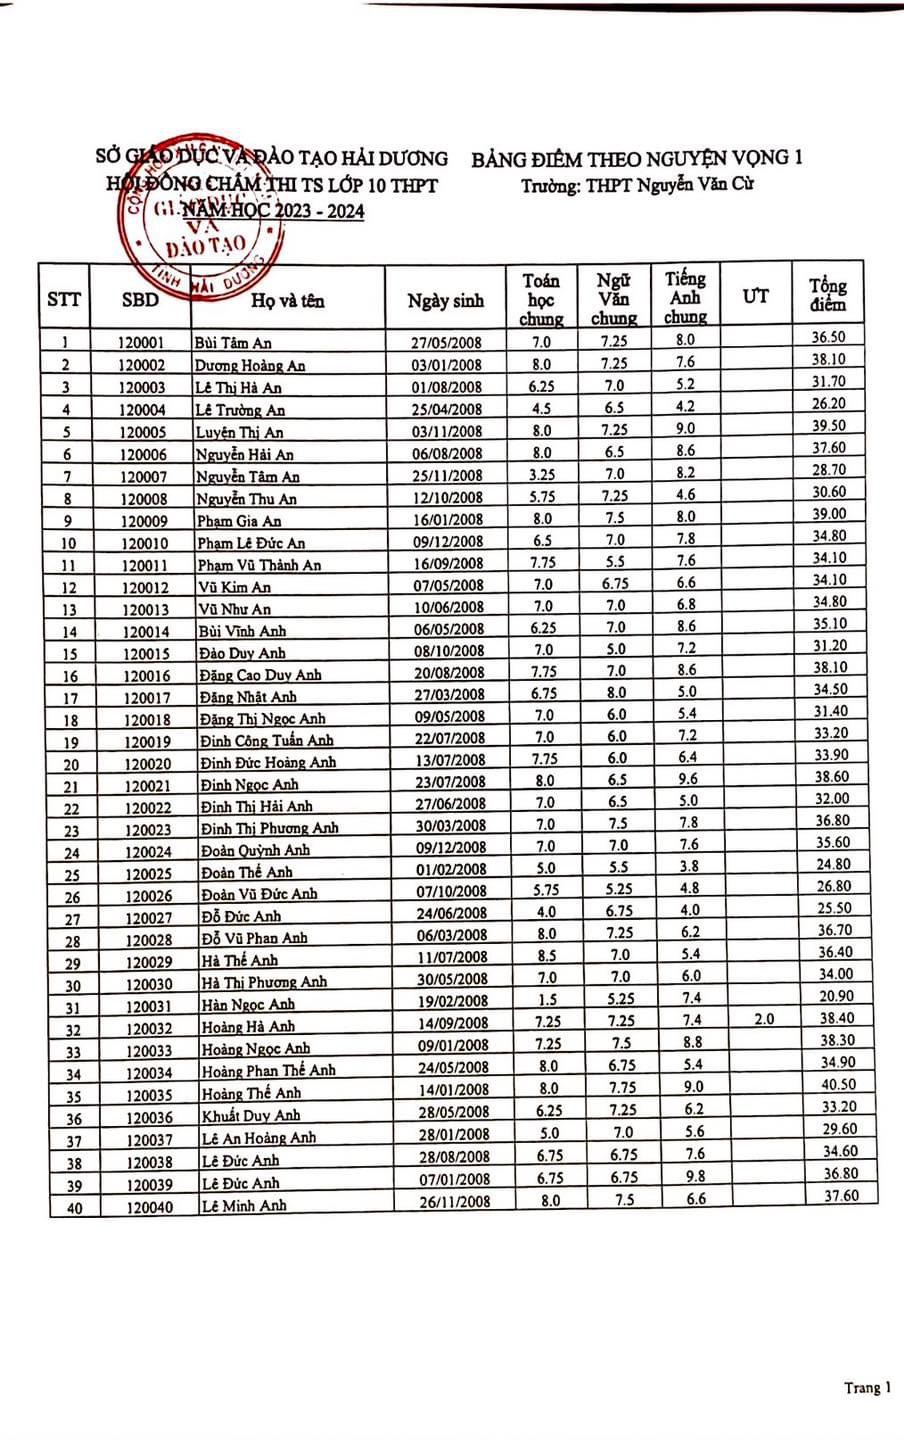 SỞ GIÁO DỤC VÀ ĐÀO TẠO HẢI DƯƠNG BẢNG ĐIỂM THEO NGUYỆN VỌNG 1
HỘI ĐỒNG CHẤM THI TS LỚP 10 THPT Trường: THPT Nguyễn Văn Cừ
NĂM HỌC 2023 - 2024
GIÁO DỤC
VÀ
ĐÀO TẠO
TỈNH HẢI DƯƠNG
STT SBD Họ và tên Ngày sinh Toán học chung Ngữ Văn chung Tiếng Anh chung ƯT Tổng điểm
1 120001 Bùi Tâm An 27/05/2008 7.0 7.25 8.0 36.50
2 120002 Dương Hoàng An 03/01/2008 8.0 7.25 7.6 38.10
3 120003 Lê Thị Hà An 01/08/2008 6.25 7.0 5.2 31.70
4 120004 Lê Trường An 25/04/2008 4.5 6.5 4.2 26.20
5 120005 Luyện Thị An 03/11/2008 8.0 7.25 9.0 39.50
6 120006 Nguyễn Hải An 06/08/2008 8.0 6.5 8.6 37.60
7 120007 Nguyễn Tâm An 25/11/2008 3.25 7.0 8.2 28.70
8 120008 Nguyễn Thu An 12/10/2008 5.75 7.25 4.6 30.60
9 120009 Phạm Gia An 16/01/2008 8.0 7.5 8.0 39.00
10 120010 Phạm Lê Đức An 09/12/2008 6.5 7.0 7.8 34.80
11 120011 Phạm Vũ Thành An 16/09/2008 7.75 5.5 7.6 34.10
12 120012 Vũ Kim An 07/05/2008 7.0 6.75 6.6 34.10
13 120013 Vũ Như An 10/06/2008 7.0 7.0 6.8 34.80
14 120014 Bùi Vĩnh Anh 06/05/2008 6.25 7.0 8.6 35.10
15 120015 Đào Duy Anh 08/10/2008 7.0 5.0 7.2 31.20
16 120016 Đặng Cao Duy Anh 20/08/2008 7.75 7.0 8.6 38.10
17 120017 Đặng Nhật Anh 27/03/2008 6.75 8.0 5.0 34.50
18 120018 Đặng Thị Ngọc Anh 09/05/2008 7.0 6.0 5.4 31.40
19 120019 Đinh Công Tuấn Anh 22/07/2008 7.0 6.0 7.2 33.20
20 120020 Đinh Đức Hoàng Anh 13/07/2008 7.75 6.0 6.4 33.90
21 120021 Đinh Ngọc Anh 23/07/2008 8.0 6.5 9.6 38.60
22 120022 Đinh Thị Hải Anh 27/06/2008 7.0 6.5 5.0 32.00
23 120023 Đinh Thị Phương Anh 30/03/2008 7.0 7.5 7.8 36.80
24 120024 Đoàn Quỳnh Anh 09/12/2008 7.0 7.0 7.6 35.60
25 120025 Đoàn Thế Anh 01/02/2008 5.0 5.5 3.8 24.80
26 120026 Đoàn Vũ Đức Anh 07/10/2008 5.75 5.25 4.8 26.80
27 120027 Đỗ Đức Anh 24/06/2008 4.0 6.75 4.0 25.50
28 120028 Đỗ Vũ Phan Anh 06/03/2008 8.0 7.25 6.2 36.70
29 120029 Hà Thế Anh 11/07/2008 8.5 7.0 5.4 36.40
30 120030 Hà Thị Phương Anh 30/05/2008 7.0 7.0 6.0 34.00
31 120031 Hàn Ngọc Anh 19/02/2008 1.5 5.25 7.4 20.90
32 120032 Hoàng Hà Anh 14/09/2008 7.25 7.25 7.4 2.0 38.40
33 120033 Hoàng Ngọc Anh 09/01/2008 7.25 7.5 8.8 38.30
34 120034 Hoàng Phan Thế Anh 24/05/2008 8.0 6.75 5.4 34.90
35 120035 Hoàng Thế Anh 14/01/2008 8.0 7.75 9.0 40.50
36 120036 Khuất Duy Anh 28/05/2008 6.25 7.25 6.2 33.20
37 120037 Lê An Hoàng Anh 28/01/2008 5.0 7.0 5.6 29.60
38 120038 Lê Đức Anh 28/08/2008 6.75 6.75 7.6 34.60
39 120039 Lê Đức Anh 07/01/2008 6.75 6.75 9.8 36.80
40 120040 Lê Minh Anh 26/11/2008 8.0 7.5 6.6 37.60
Trang 1